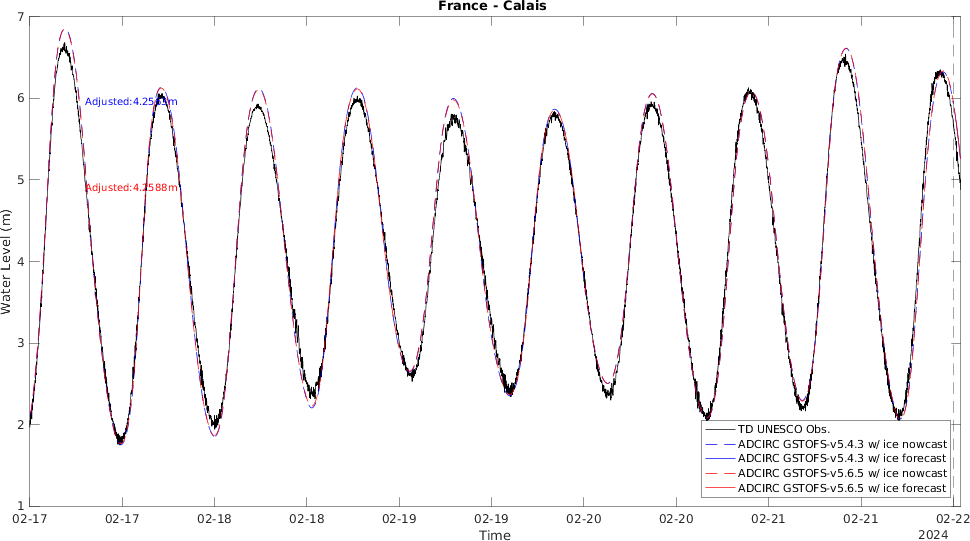 France - Calais
7
6
5
4
3
2
1
Water Level (m)
Adjusted:4.2588m
TD UNESCO Obs.
ADCIRC GSTOFS-v5.4.3 w/ ice nowcast
ADCIRC GSTOFS-v5.4.3 w/ ice forecast
ADCIRC GSTOFS-v5.6.5 w/ ice nowcast
ADCIRC GSTOFS-v5.6.5 w/ ice forecast
02-17 02-17 02-18 02-18 02-19 02-19 02-20 02-20 02-21 02-21 02-22
Time
2024